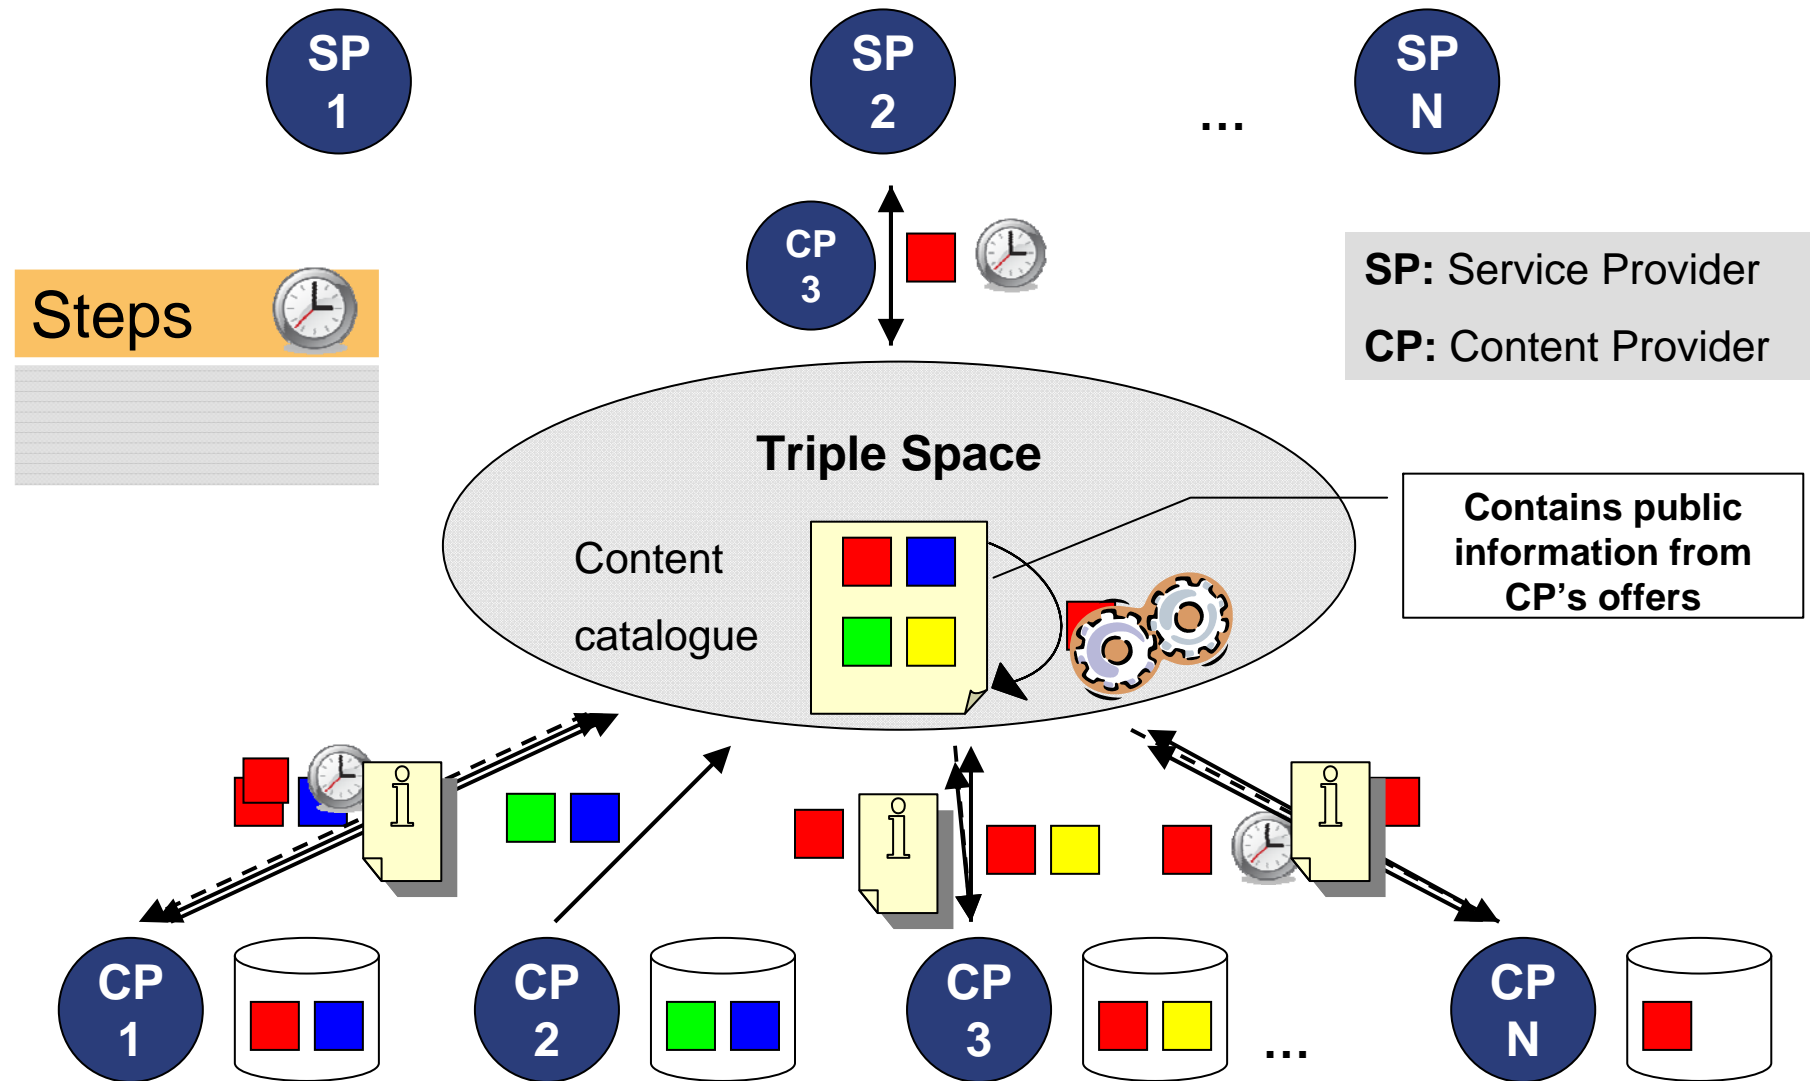 SP
1
SP
2
...
SP
N
CP
3
SP: Service Provider
CP: Content Provider
Steps
Triple Space
Content
catalogue
Contains public
information from
CP’s offers
i
i
i
CP
1
CP
2
CP
3
...
CP
N